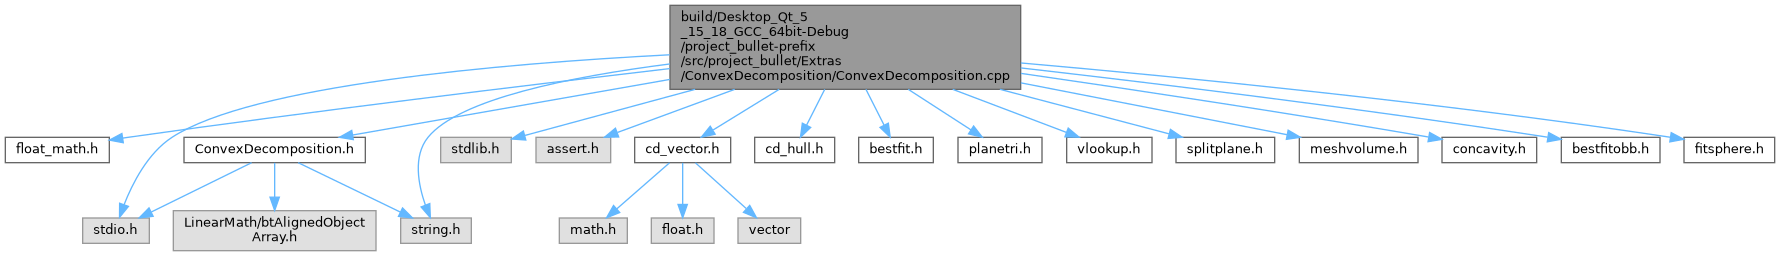 build/Desktop_Qt_5
_15_18_GCC_64bit-Debug
/project_bullet-prefix
/src/project_bullet/Extras
/ConvexDecomposition/ConvexDecomposition.cpp
float_math.h
ConvexDecomposition.h
stdlib.h
assert.h
cd_vector.h
cd_hull.h
bestfit.h
planetri.h
vlookup.h
splitplane.h
meshvolume.h
concavity.h
bestfitobb.h
fitsphere.h
stdio.h
LinearMath/btAlignedObject
Array.h
string.h
math.h
float.h
vector